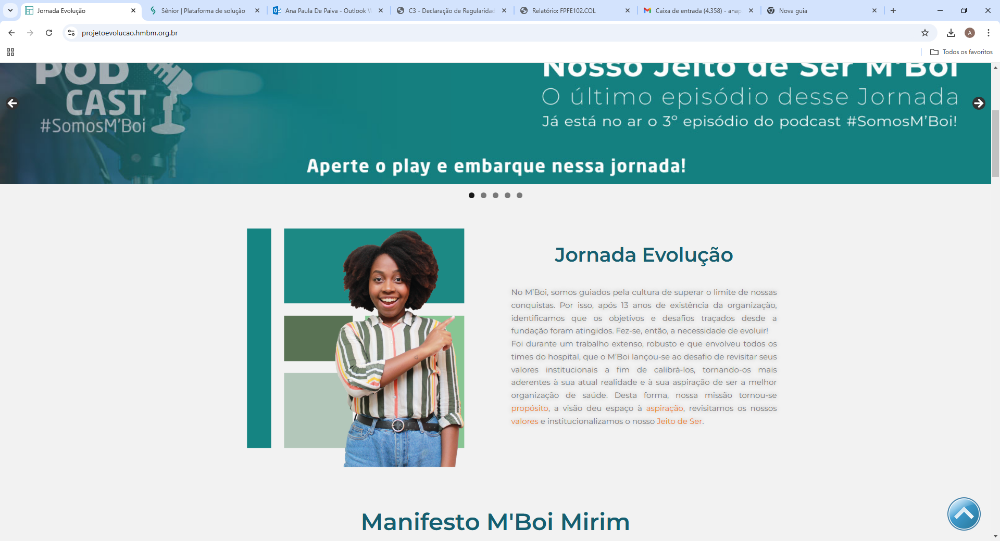 Jornada Evolução
Sênior | Plataforma de solução
Ana Paula De Paiva - Outlook W
C3 - Declaração de Regularidad
Relatório: FPFE102.COL
Caixa de entrada (4.358) - anap
Nova guia
projetoevolucao.hmbm.org.br
A
Todos os favoritos
POD
CAST
#SomosM'Boi
Nosso Jeito de Ser M'Boi
O último episódio desse Jornada
Já está no ar o 3º episódio do podcast #SomosM'Boi!
Aperte o play e embarque nessa jornada!
Jornada Evolução
No M'Boi, somos guiados pela cultura de superar o limite de nossas
conquistas. Por isso, após 13 anos de existência da organização,
identificamos que os objetivos e desafios traçados desde a
fundação foram atingidos. Fez-se, então, a necessidade de evoluir!
Foi durante um trabalho extenso, robusto e que envolveu todos os
times do hospital, que o M'Boi lançou-se ao desafio de revisitar seus
valores institucionais a fim de calibrá-los, tornando-os mais
aderentes à sua atual realidade e à sua aspiração de ser a melhor
organização de saúde. Desta forma, nossa missão tornou-se
propósito, a visão deu espaço à aspiração, revisitamos os nossos
valores e institucionalizamos o nosso Jeito de Ser.
Manifesto M'Boi Mirim